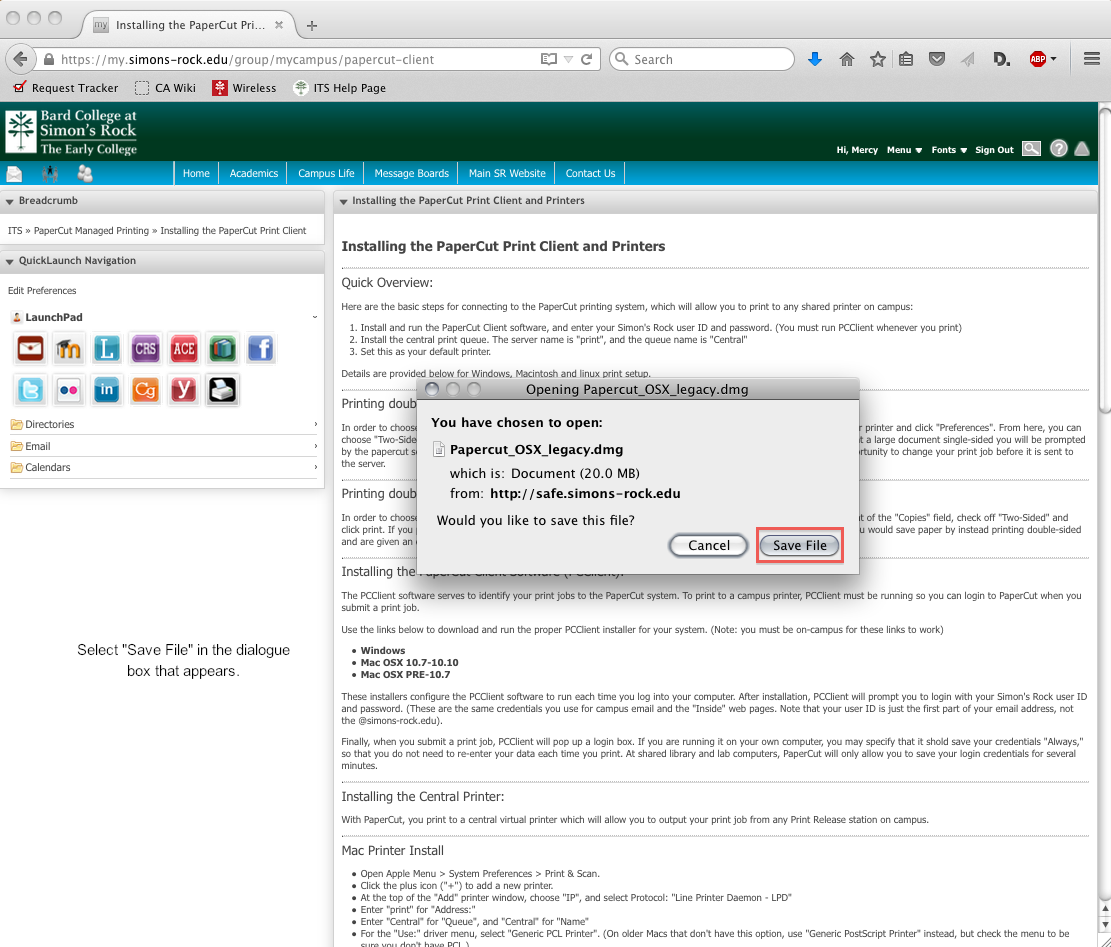 my Installing the PaperCut Pri...
https://my.simons-rock.edu/group/mycampus/papercut-client
Search
D.
ABP
Request Tracker CA Wiki Wireless ITS Help Page
Bard College at
Simon's Rock
The Early College
Hi, Mercy Menu Fonts Sign Out
Home Academics Campus Life Message Boards Main SR Website Contact Us
Breadcrumb
ITS » PaperCut Managed Printing » Installing the PaperCut Print Client
QuickLaunch Navigation
Edit Preferences
LaunchPad
L CRS ACE f
in Cg y
Directories
Email
Calendars
Select "Save File" in the dialogue
box that appears.
Installing the PaperCut Print Client and Printers
Installing the PaperCut Print Client and Printers
Quick Overview:
Here are the basic steps for connecting to the PaperCut printing system, which will allow you to print to any shared printer on campus:
1. Install and run the PaperCut Client software, and enter your Simon's Rock user ID and password. (You must run PCClient whenever you print)
2. Install the central print queue. The server name is "print", and the queue name is "Central"
3. Set this as your default printer.
Details are provided below for Windows, Macintosh and linux print setup.
Opening Papercut_OSX_legacy.dmg
You have chosen to open:
Papercut_OSX_legacy.dmg
which is: Document (20.0 MB)
from: http://safe.simons-rock.edu
Would you like to save this file?
Cancel Save File
Printing doub
In order to choose printer and click "Preferences". From here, you can
choose "Two-Sided t a large document single-sided you will be prompted
by the papercut s ortunity to change your print job before it is sent to
the server.
Printing doub
In order to choose t of the "Copies" field, check off "Two-Sided" and
click print. If you u would save paper by instead printing double-sided
and are given an
Installing the PaperCut Client Software (PCClient):
The PCClient software serves to identify your print jobs to the PaperCut system. To print to a campus printer, PCClient must be running so you can login to PaperCut when you
submit a print job.
Use the links below to download and run the proper PCClient installer for your system. (Note: you must be on-campus for these links to work)
• Windows
• Mac OSX 10.7-10.10
• Mac OSX PRE-10.7
These installers configure the PCClient software to run each time you log into your computer. After installation, PCClient will prompt you to login with your Simon's Rock user ID
and password. (These are the same credentials you use for campus email and the "Inside" web pages. Note that your user ID is just the first part of your email address, not
the @simons-rock.edu).
Finally, when you submit a print job, PCClient will pop up a login box. If you are running it on your own computer, you may specify that it shold save your credentials "Always,"
so that you do not need to re-enter your data each time you print. At shared library and lab computers, PaperCut will only allow you to save your login credentials for several
minutes.
Installing the Central Printer:
With PaperCut, you print to a central virtual printer which will allow you to output your print job from any Print Release station on campus.
Mac Printer Install
• Open Apple Menu > System Preferences > Print & Scan.
• Click the plus icon ("+") to add a new printer.
• At the top of the "Add" printer window, choose "IP", and select Protocol: "Line Printer Daemon - LPD"
• Enter "print" for "Address:"
• Enter "Central" for "Queue", and "Central" for "Name"
• For the "Use:" driver menu, select "Generic PCL Printer". (On older Macs that don't have this option, use "Generic PostScript Printer" instead, but check the menu to be
sure you don't have PCL.)